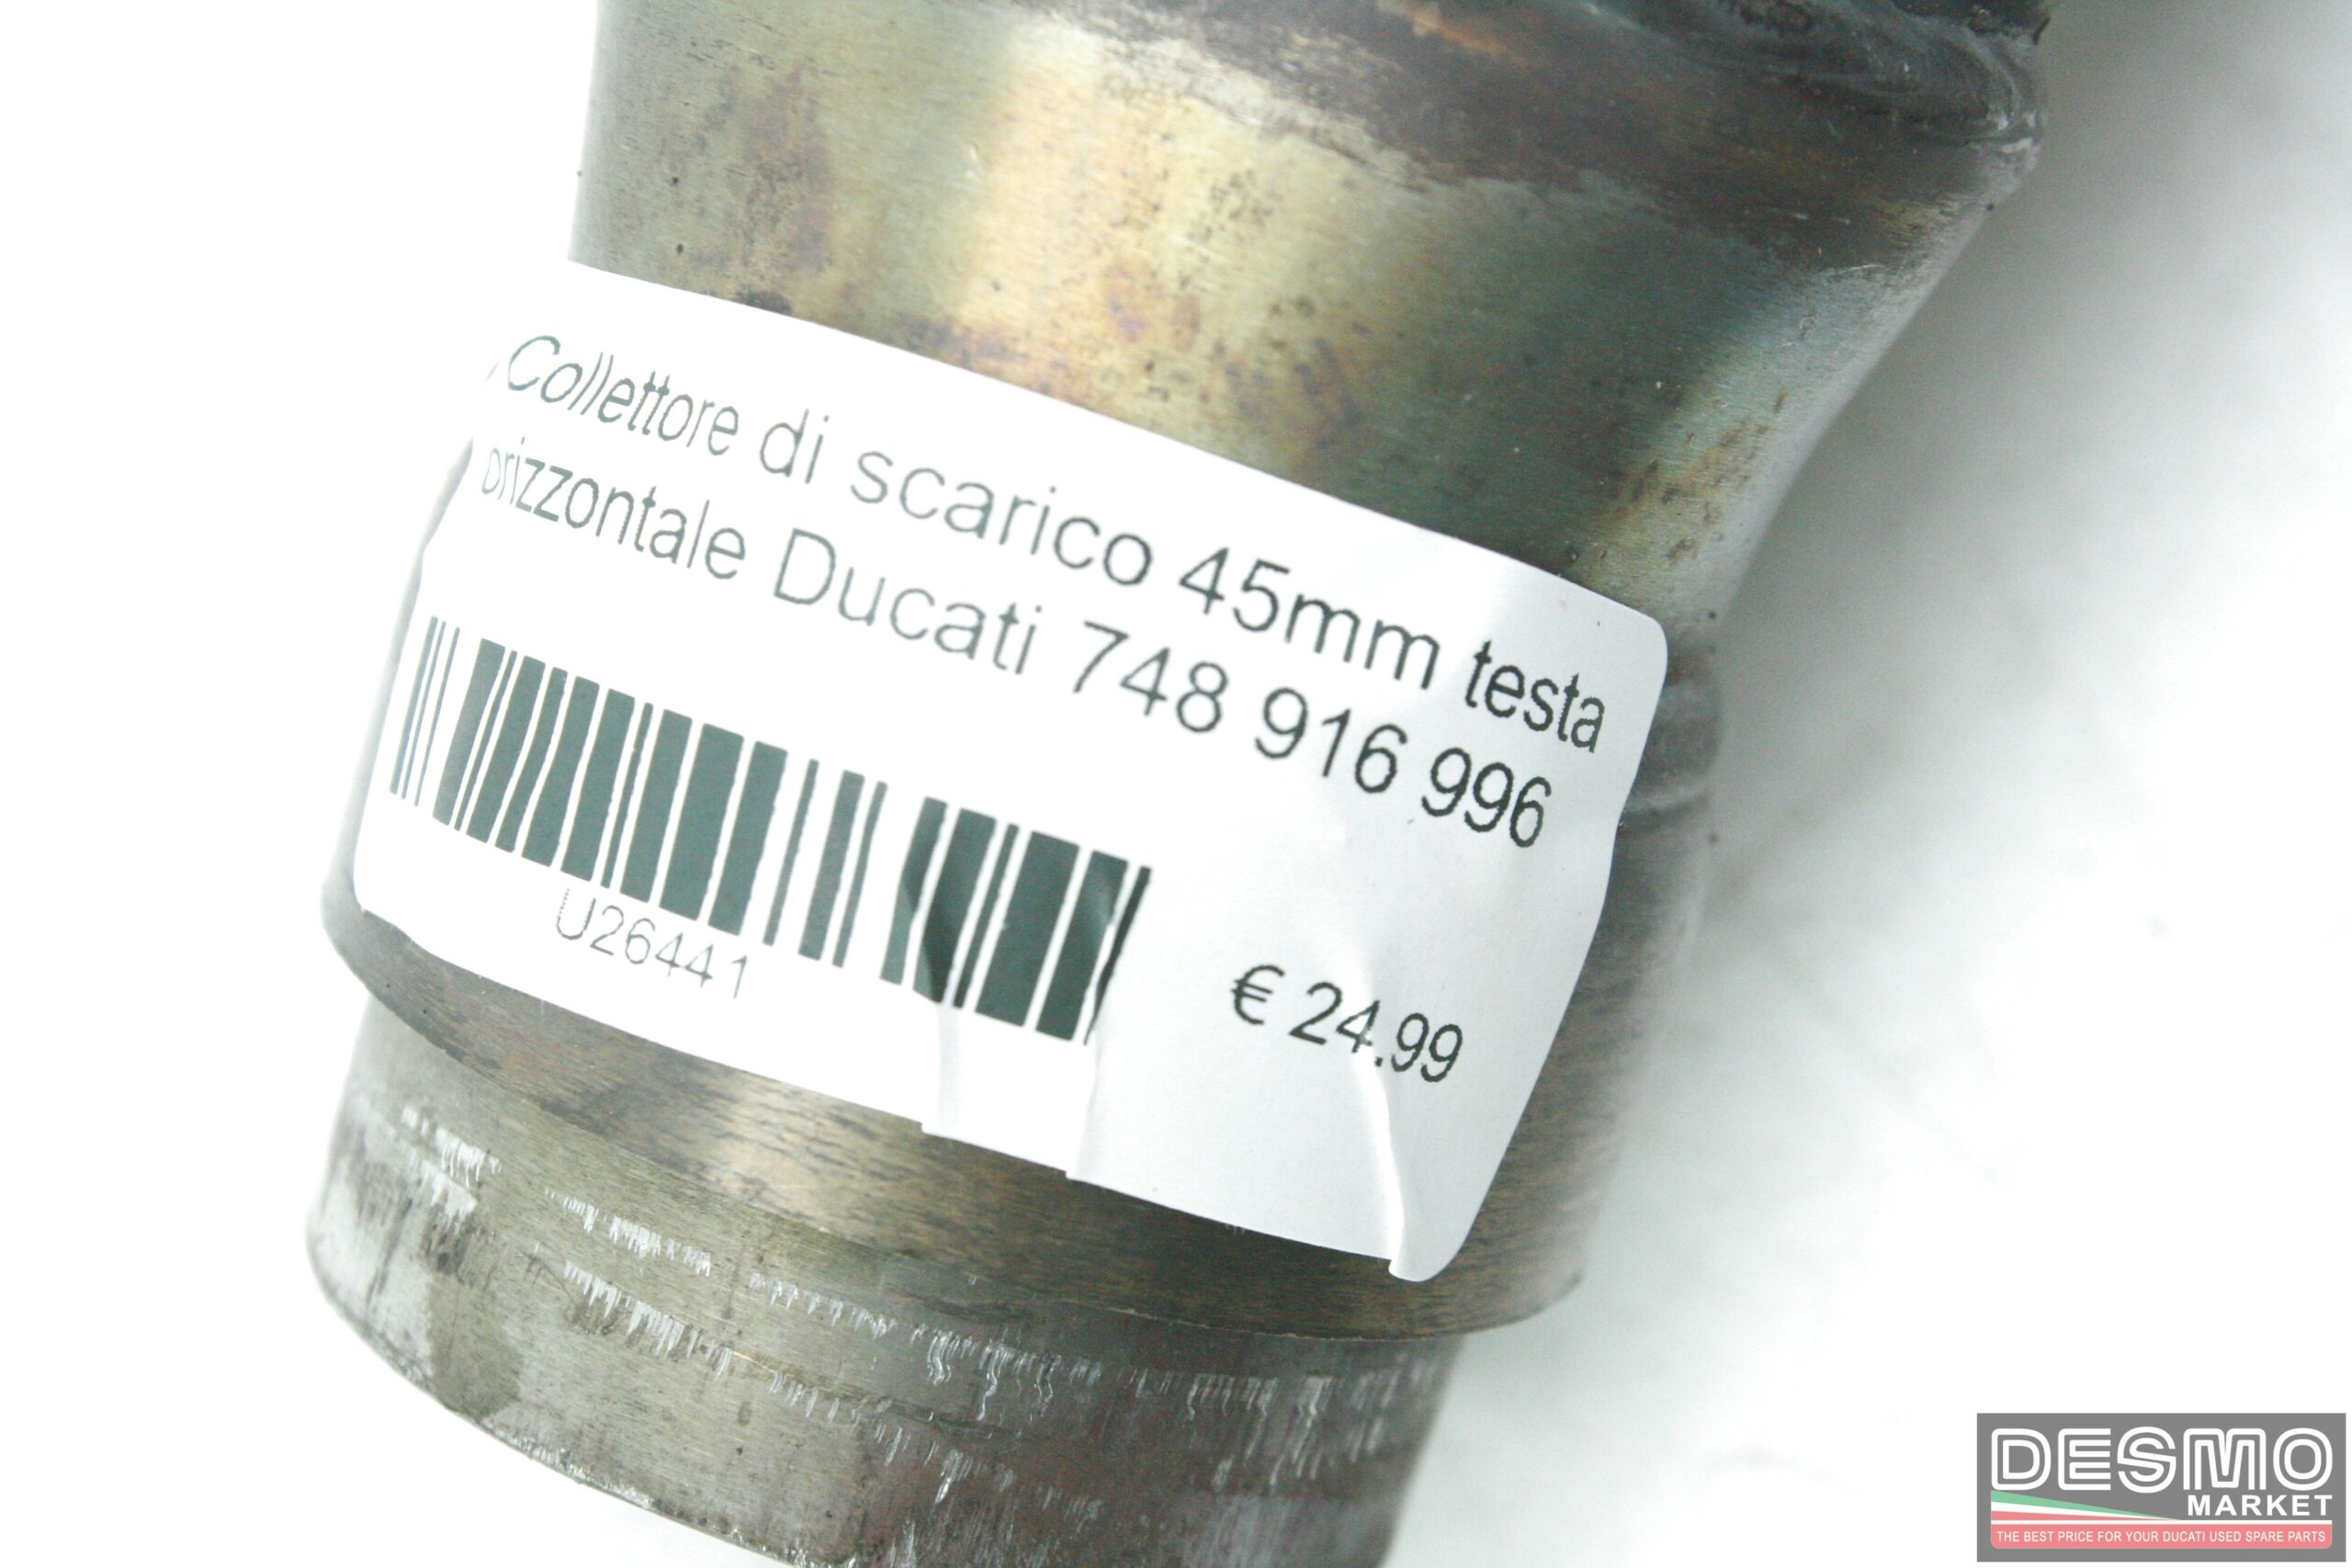 Collettore di scarico 45mm testa
orizzontale Ducati 748 916 996
U26441
€ 24.99
DESMO
MARKET
THE BEST PRICE FOR YOUR DUCATI USED SPARE PARTS